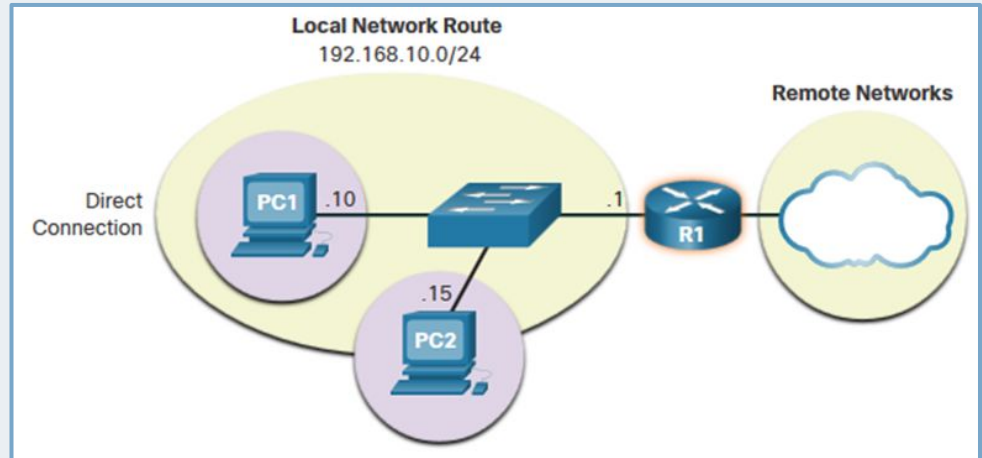 Local Network Route
192.168.10.0/24
Remote Networks
Direct
Connection
PC1
.10
.1
R1
.15
PC2